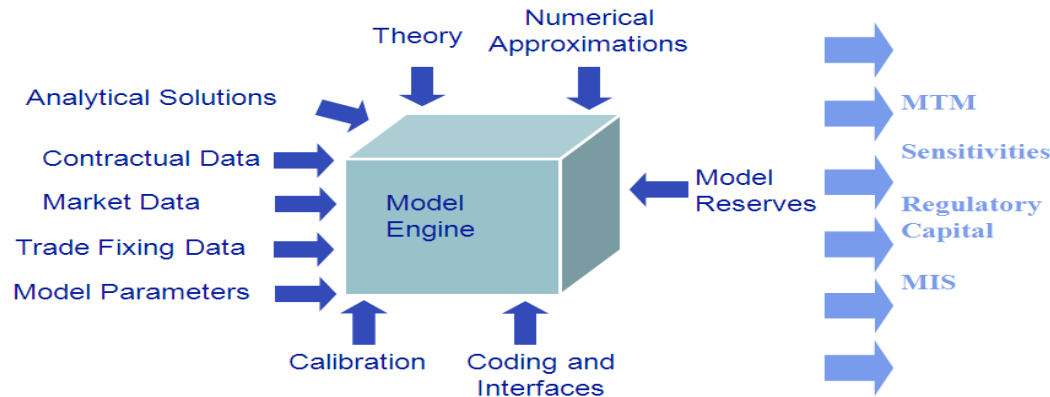 Theory
Numerical
Approximations
Analytical Solutions
Contractual Data
Market Data
Trade Fixing Data
Model Parameters
Model
Engine
Model
Reserves
Calibration
Coding and
Interfaces
MTM
Sensitivities
Regulatory
Capital
MIS